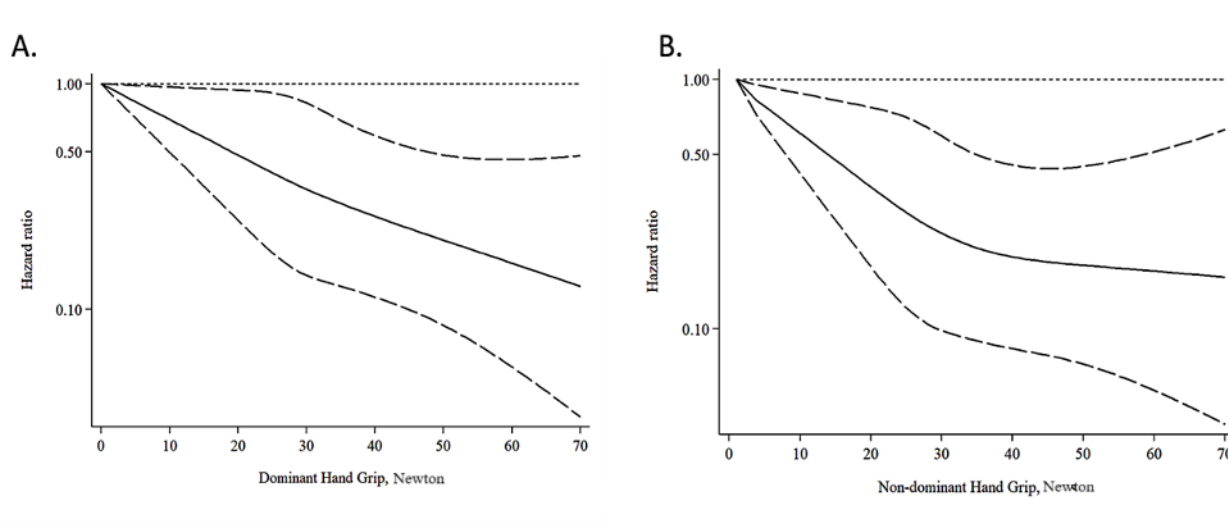 A.
1.00
0.50
0.10
Hazard ratio
0 10 20 30 40 50 60 70
Dominant Hand Grip, Newton
B.
1.00
0.50
0.10
Hazard ratio
0 10 20 30 40 50 60 70
Non-dominant Hand Grip, Newton